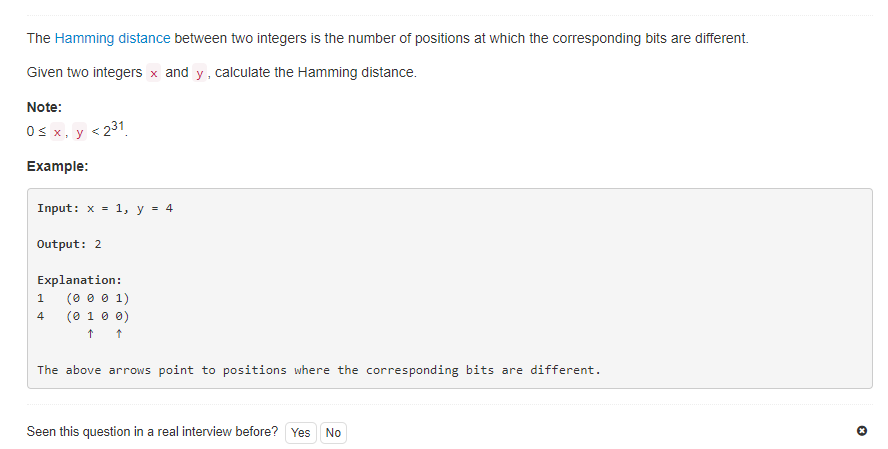 The Hamming distance between two integers is the number of positions at which the corresponding bits are different.
Given two integers x and y, calculate the Hamming distance.
Note:
0 ≤ x, y < 2³¹.
Example:
Input: x = 1, y = 4
Output: 2
Explanation:
1   (0 0 0 1)
4   (0 1 0 0)
       ↑   ↑
The above arrows point to positions where the corresponding bits are different.
Seen this question in a real interview before? Yes No